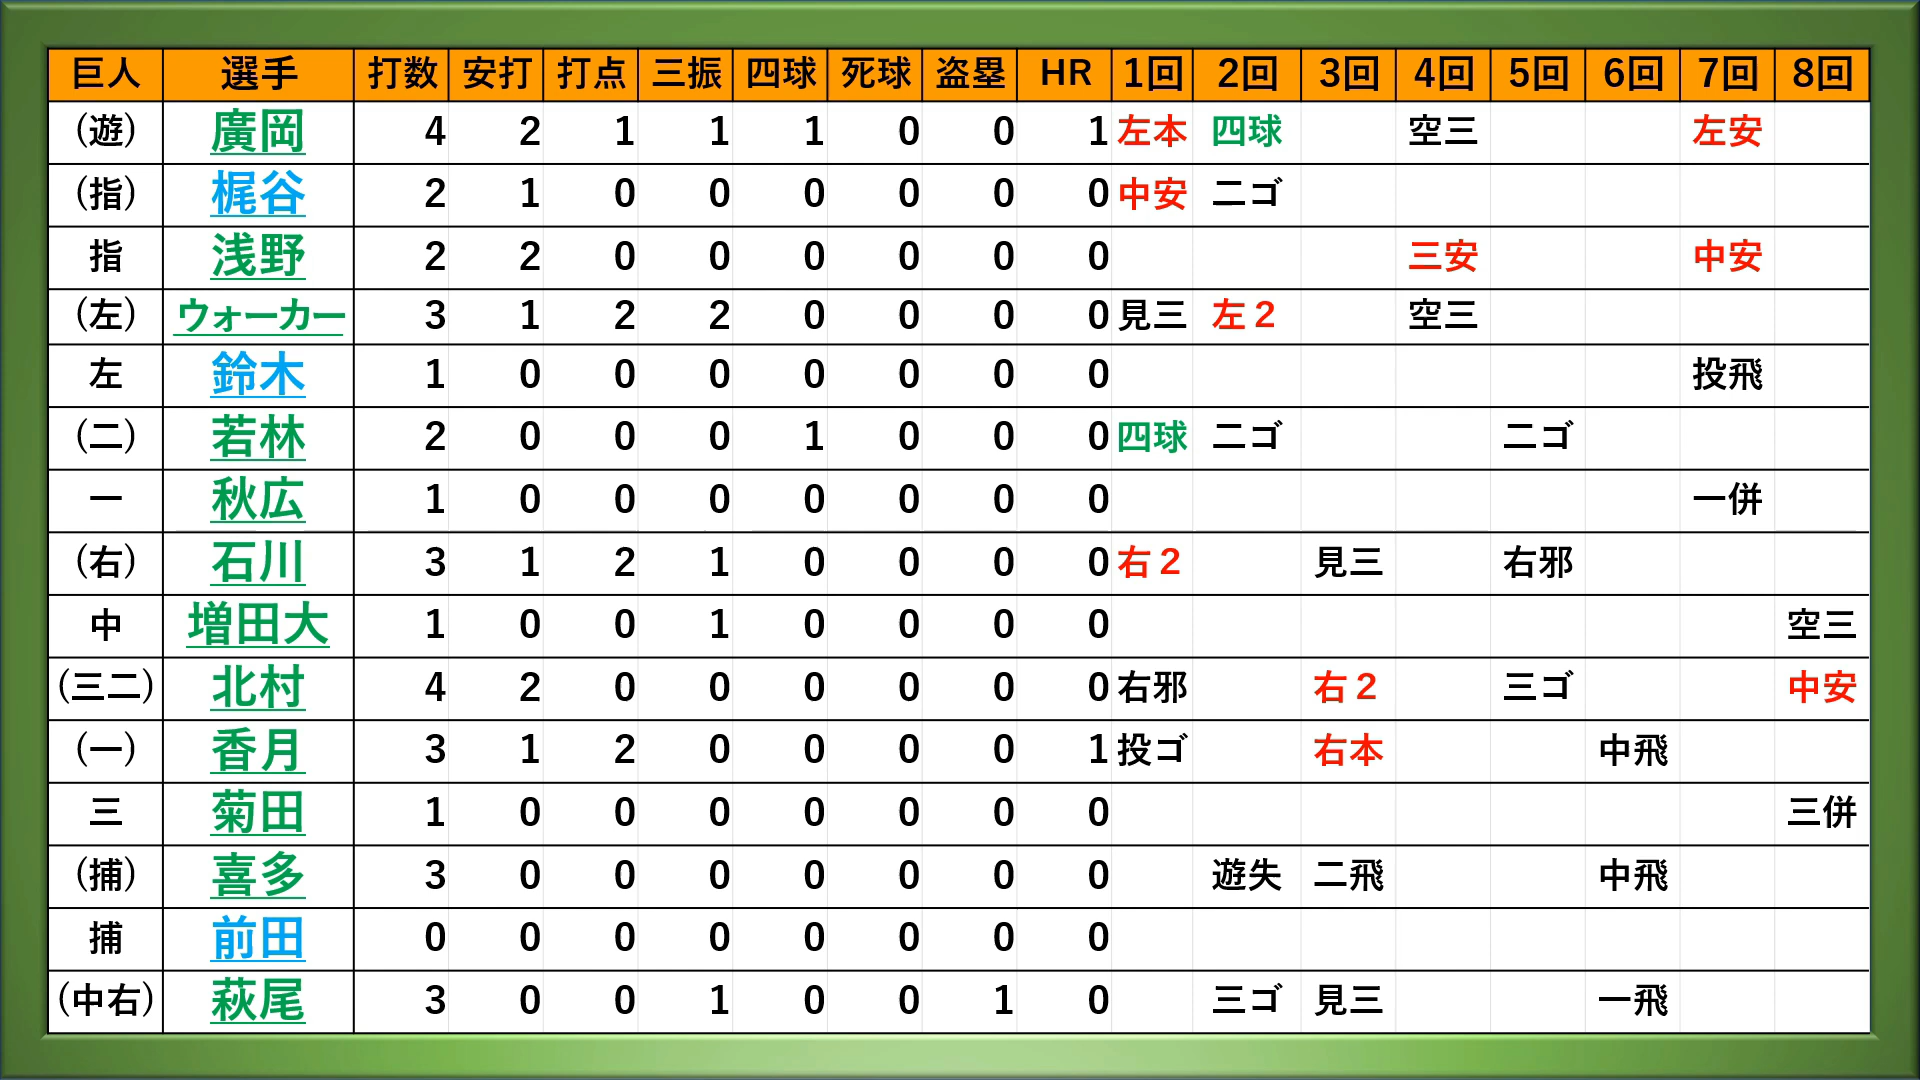 巨人 選手 打数 安打 打点 三振 四球 死球 盗塁 HR 1回 2回 3回 4回 5回 6回 7回 8回
(遊) 廣岡 4 2 1 1 1 0 0 1 左本 四球 空三 左安
(指) 梶谷 2 1 0 0 0 0 0 0 中安 二ゴ
指 浅野 2 2 0 0 0 0 0 0 三安 中安
(左) ウォーカー 3 1 2 2 0 0 0 0 見三 左２ 空三
左 鈴木 1 0 0 0 0 0 0 0 投飛
(二) 若林 2 0 0 0 1 0 0 0 四球 二ゴ 二ゴ
一 秋広 1 0 0 0 0 0 0 0 一併
(右) 石川 3 1 2 1 0 0 0 0 右２ 見三 右邪
中 増田大 1 0 0 1 0 0 0 0 空三
(三二) 北村 4 2 0 0 0 0 0 0 右邪 右２ 三ゴ 中安
(一) 香月 3 1 2 0 0 0 0 1 投ゴ 右本 中飛
三 菊田 1 0 0 0 0 0 0 0 三併
(捕) 喜多 3 0 0 0 0 0 0 0 遊失 二飛 中飛
捕 前田 0 0 0 0 0 0 0 0
(中右) 萩尾 3 0 0 1 0 0 1 0 三ゴ 見三 一飛